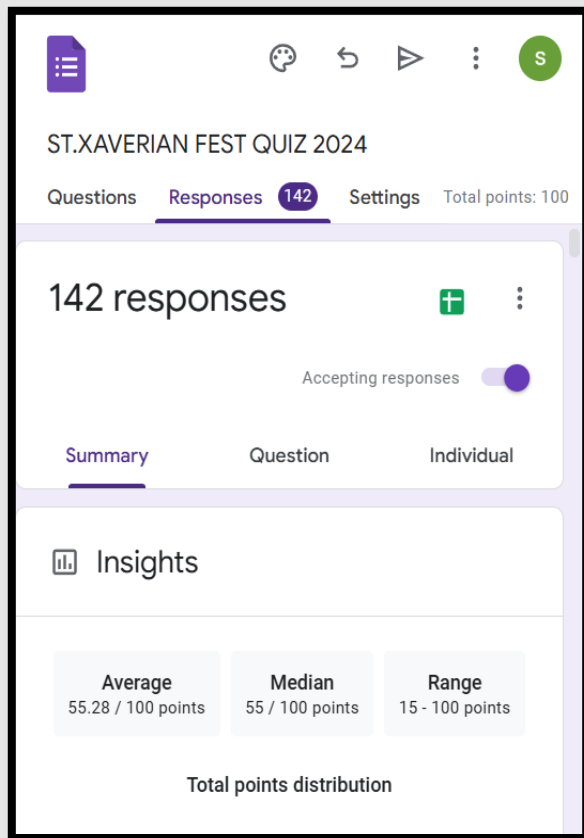 S
ST.XAVERIAN FEST QUIZ 2024
Questions Responses 142 Settings Total points: 100
142 responses
Accepting responses
Summary Question Individual
Insights
Average Median Range
55.28 / 100 points 55 / 100 points 15 - 100 points
Total points distribution